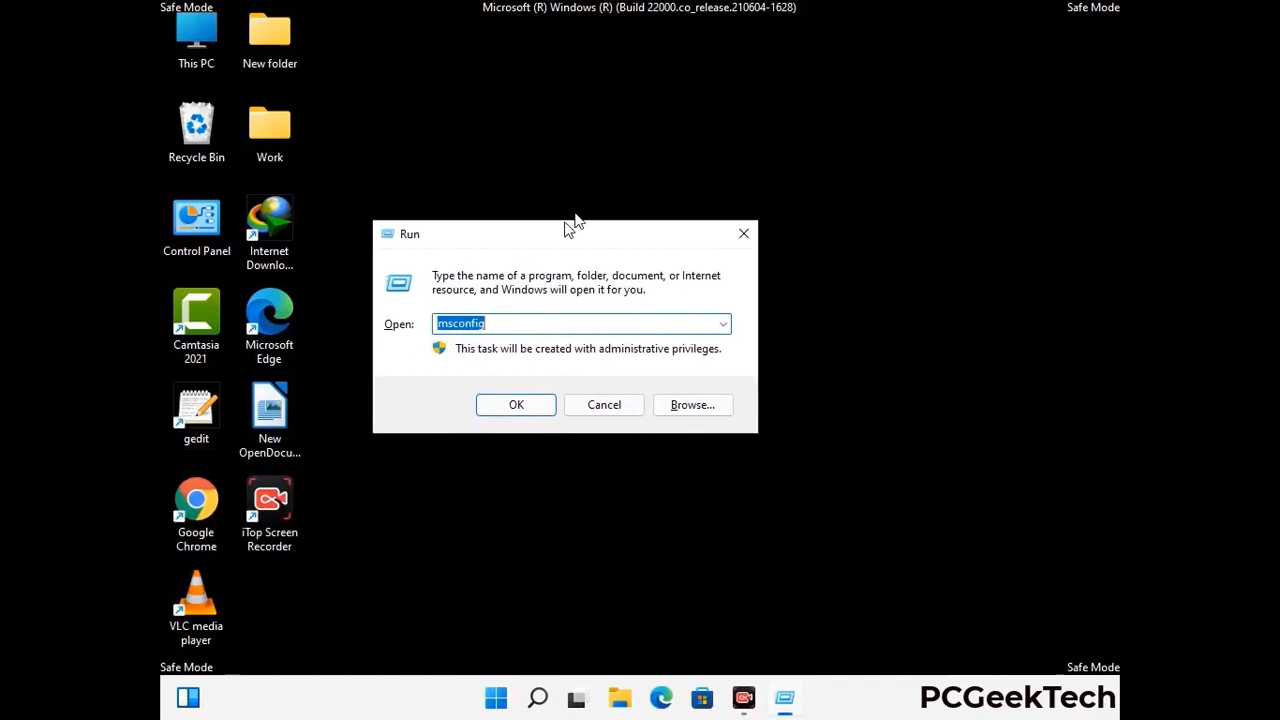 Safe Mode
Microsoft (R) Windows (R) (Build 22000.co_release.210604-1628)
Safe Mode
This PC
New folder
Recycle Bin
Work
Control Panel
Internet
Downlo...
Camtasia
2021
Microsoft
Edge
gedit
New
OpenDocu...
Google
Chrome
iTop Screen
Recorder
VLC media
player
Run
Type the name of a program, folder, document, or Internet
resource, and Windows will open it for you.
Open:
msconfig
This task will be created with administrative privileges.
OK
Cancel
Browse...
Safe Mode
Safe Mode
PCGeekTech